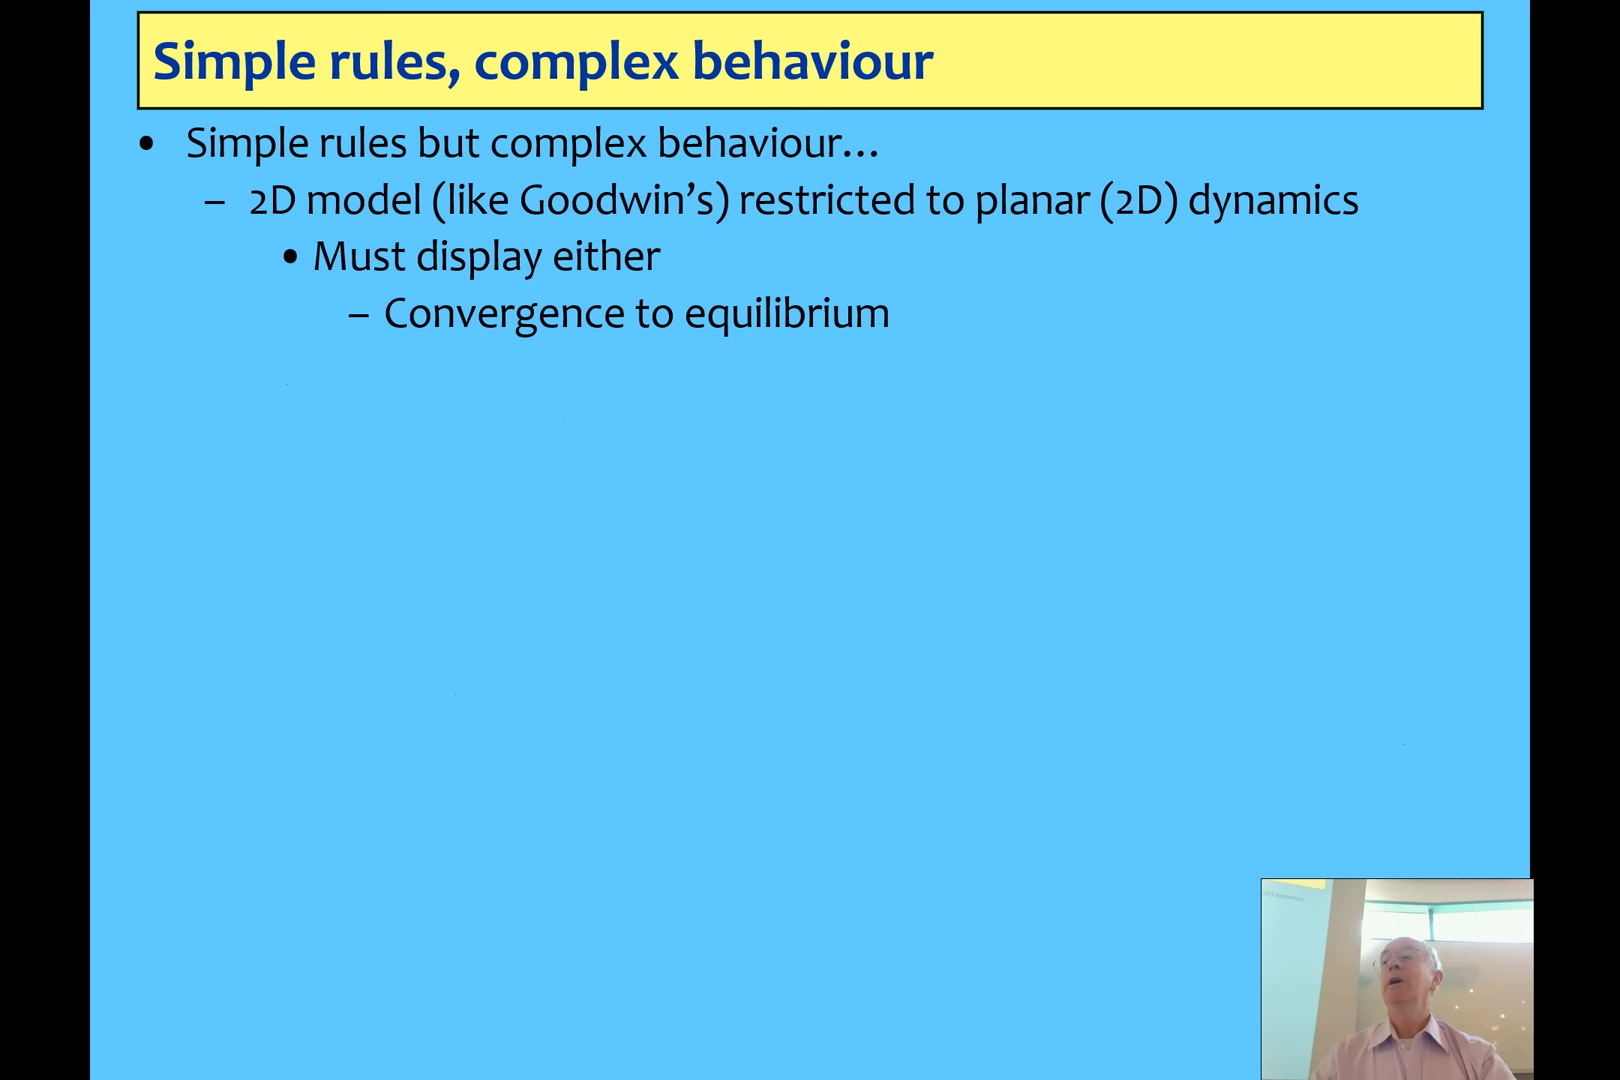 Simple rules, complex behaviour
• Simple rules but complex behaviour…
– 2D model (like Goodwin’s) restricted to planar (2D) dynamics
• Must display either
– Convergence to equilibrium